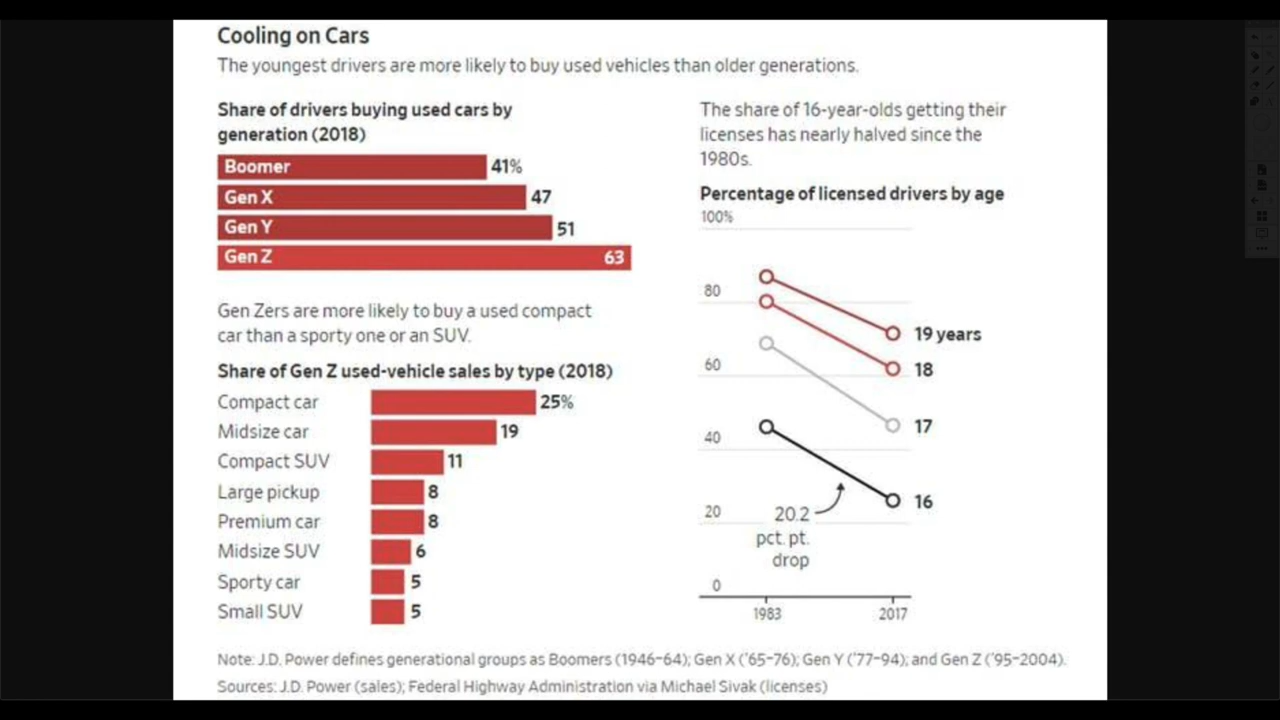 Cooling on Cars
The youngest drivers are more likely to buy used vehicles than older generations.
Share of drivers buying used cars by
generation (2018)
Boomer 41%
Gen X 47
Gen Y 51
Gen Z 63
Gen Zers are more likely to buy a used compact
car than a sporty one or an SUV.
Share of Gen Z used-vehicle sales by type (2018)
Compact car 25%
Midsize car 19
Compact SUV 11
Large pickup 8
Premium car 8
Midsize SUV 6
Sporty car 5
Small SUV 5
The share of 16-year-olds getting their
licenses has nearly halved since the
1980s.
Percentage of licensed drivers by age
100%
80
19 years
60
18
17
40
16
20
20.2
pct. pt.
drop
0
1983 2017
Note: J.D. Power defines generational groups as Boomers (1946-64); Gen X ('65-76); Gen Y ('77-94); and Gen Z ('95-2004).
Sources: J.D. Power (sales); Federal Highway Administration via Michael Sivak (licenses)